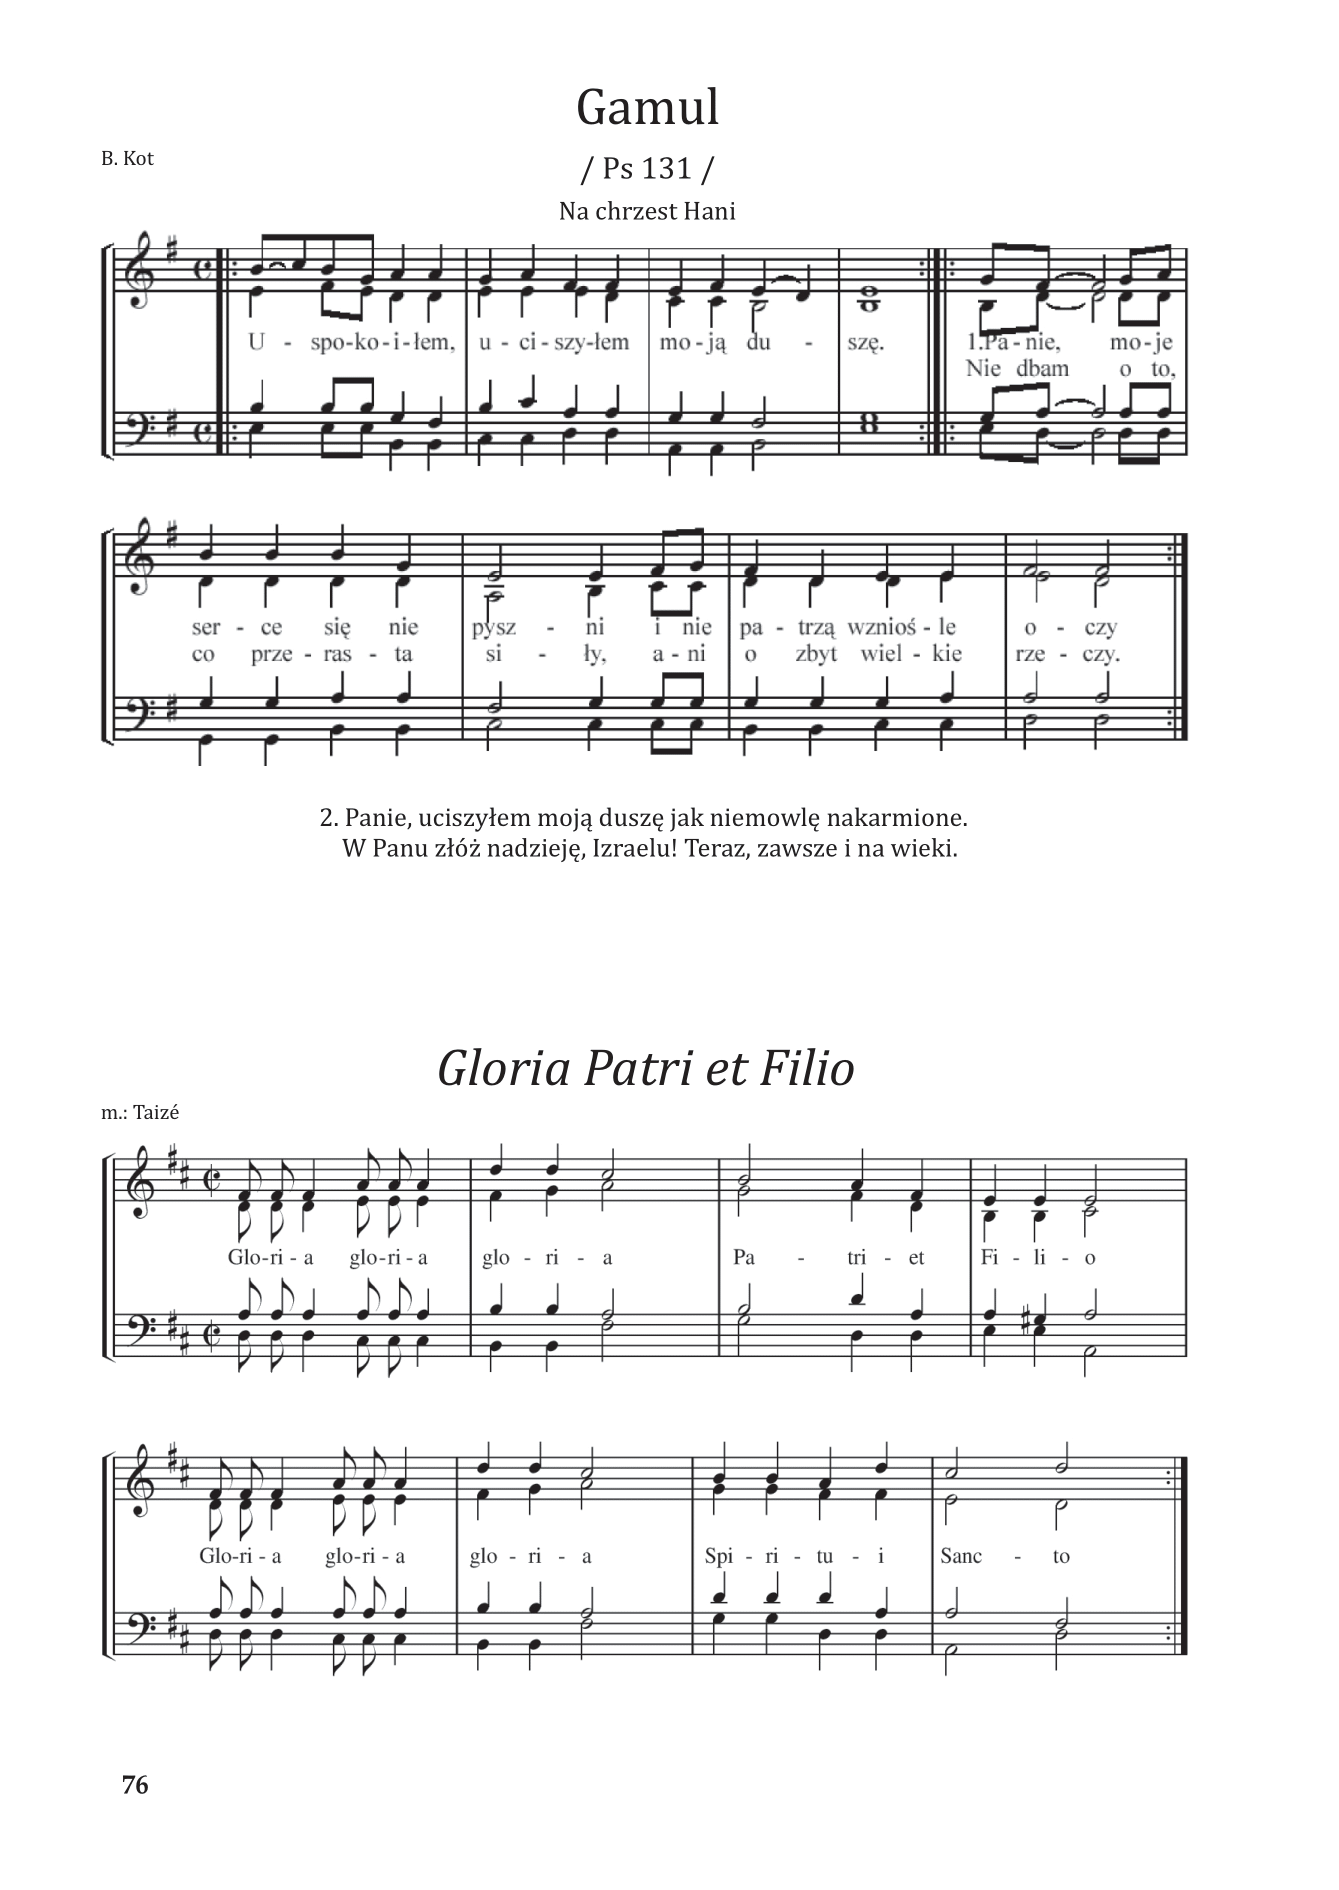 Gamul
B. Kot
/ Ps 131 /
Na chrzest Hani
U - spo-ko-i-łem, u - ci-szy-łem mo-ją du - szę. 1.Pa-nie, mo-je
Nie dbam o to,
ser - ce się nie pysz - ni i nie pa - trzą wznioś - le o - czy
co prze - ras - ta si - ły, a - ni o zbyt wiel - kie rze - czy.
2. Panie, uciszyłem moją duszę jak niemowlę nakarmione.
W Panu złóż nadzieję, Izraelu! Teraz, zawsze i na wieki.
Gloria Patri et Filio
m.: Taizé
Glo-ri - a glo-ri - a glo - ri - a Pa - tri - et Fi - li - o
Glo-ri - a glo-ri - a glo - ri - a Spi - ri - tu - i Sanc - to
76